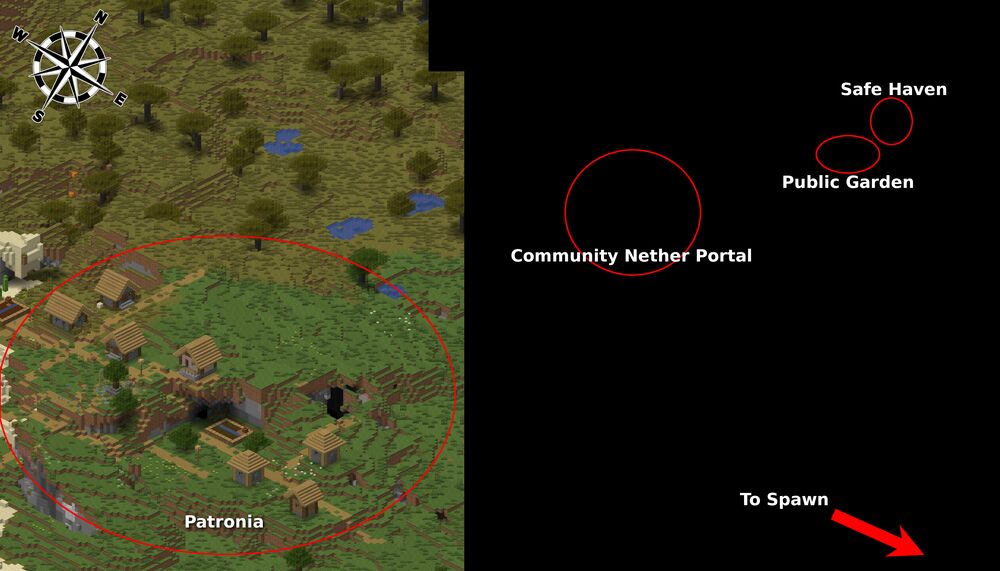 N
W
E
S
Safe Haven
Public Garden
Community Nether Portal
To Spawn
Patronia